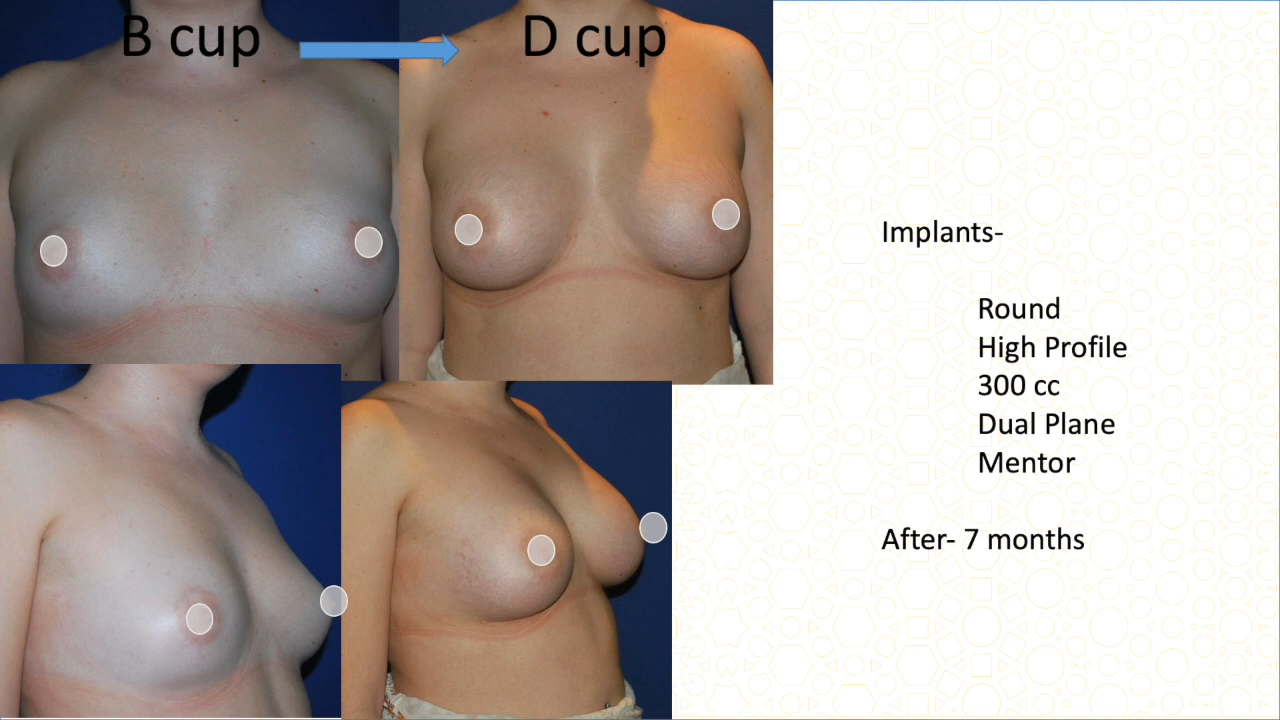 B cup
D cup
Implants-
Round
High Profile
300 cc
Dual Plane
Mentor
After- 7 months